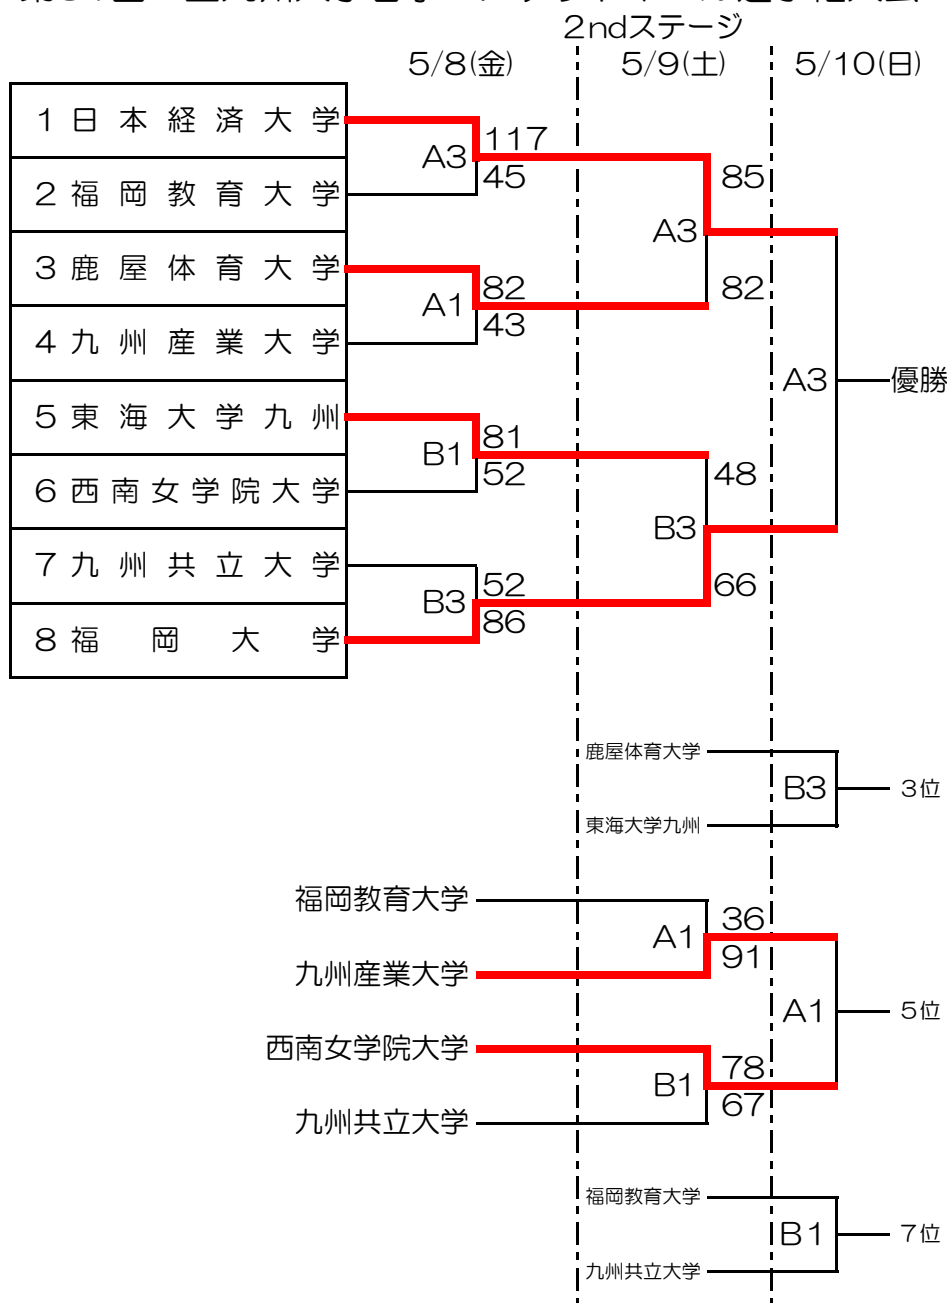 2ndステージ
5/8(金) 5/9(土) 5/10(日)
1 日本経済大学
117
A3
45
2 福岡教育大学
85
A3
3 鹿屋体育大学
82
82
A1
43
4 九州産業大学
A3 優勝
5 東海大学九州
81
B1
52
48
6 西南女学院大学
B3
7 九州共立大学
52
66
B3
86
8 福岡大学
鹿屋体育大学
B3 3位
東海大学九州
福岡教育大学
36
A1
91
九州産業大学
A1 5位
西南女学院大学
78
B1
67
九州共立大学
福岡教育大学
B1 7位
九州共立大学